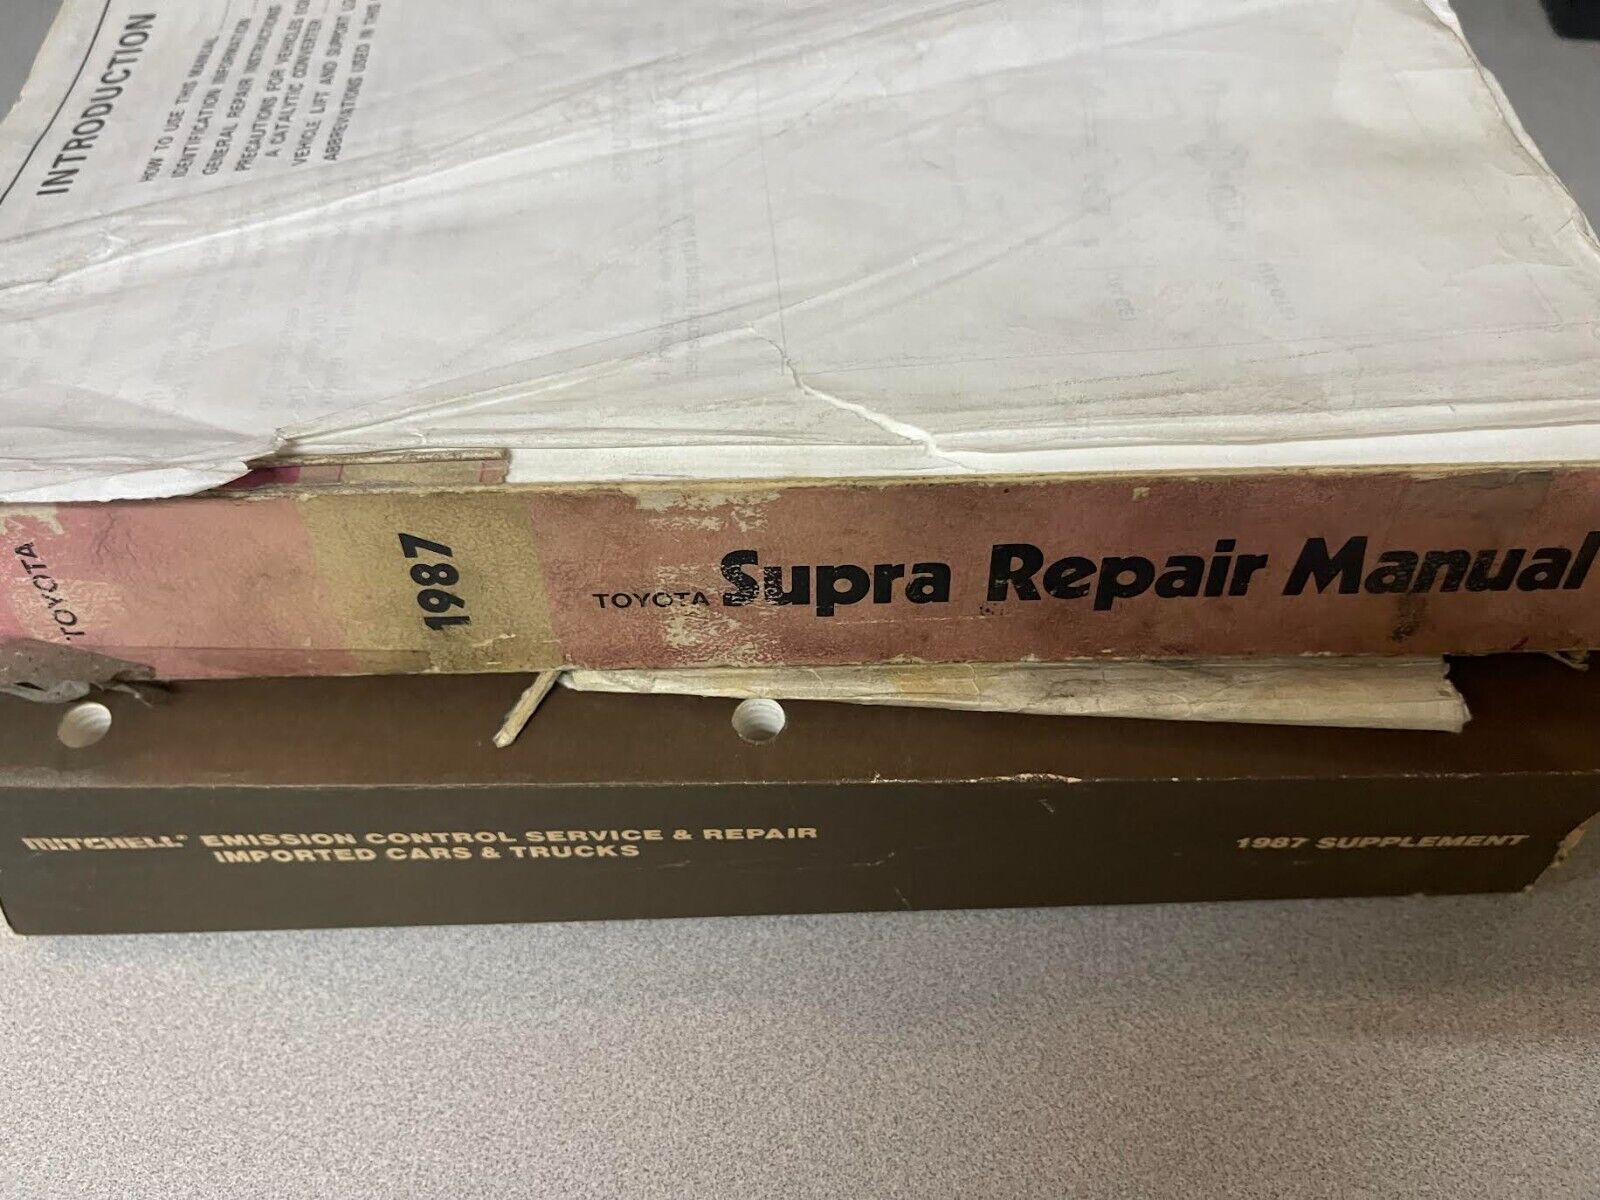 INTRODUCTION
HOW TO USE THIS MANUAL
IDENTIFICATION INFORMATION
GENERAL REPAIR INSTRUCTIONS
PRECAUTIONS FOR VEHICLES
A CATALYTIC CONVERTER
VEHICLE LIFT AND SUPPORT
ABBREVIATIONS USED IN THIS
TOYOTA
1987
TOYOTA Supra Repair Manual
MITCHELL® EMISSION CONTROL SERVICE & REPAIR
IMPORTED CARS & TRUCKS
1987 SUPPLEMENT